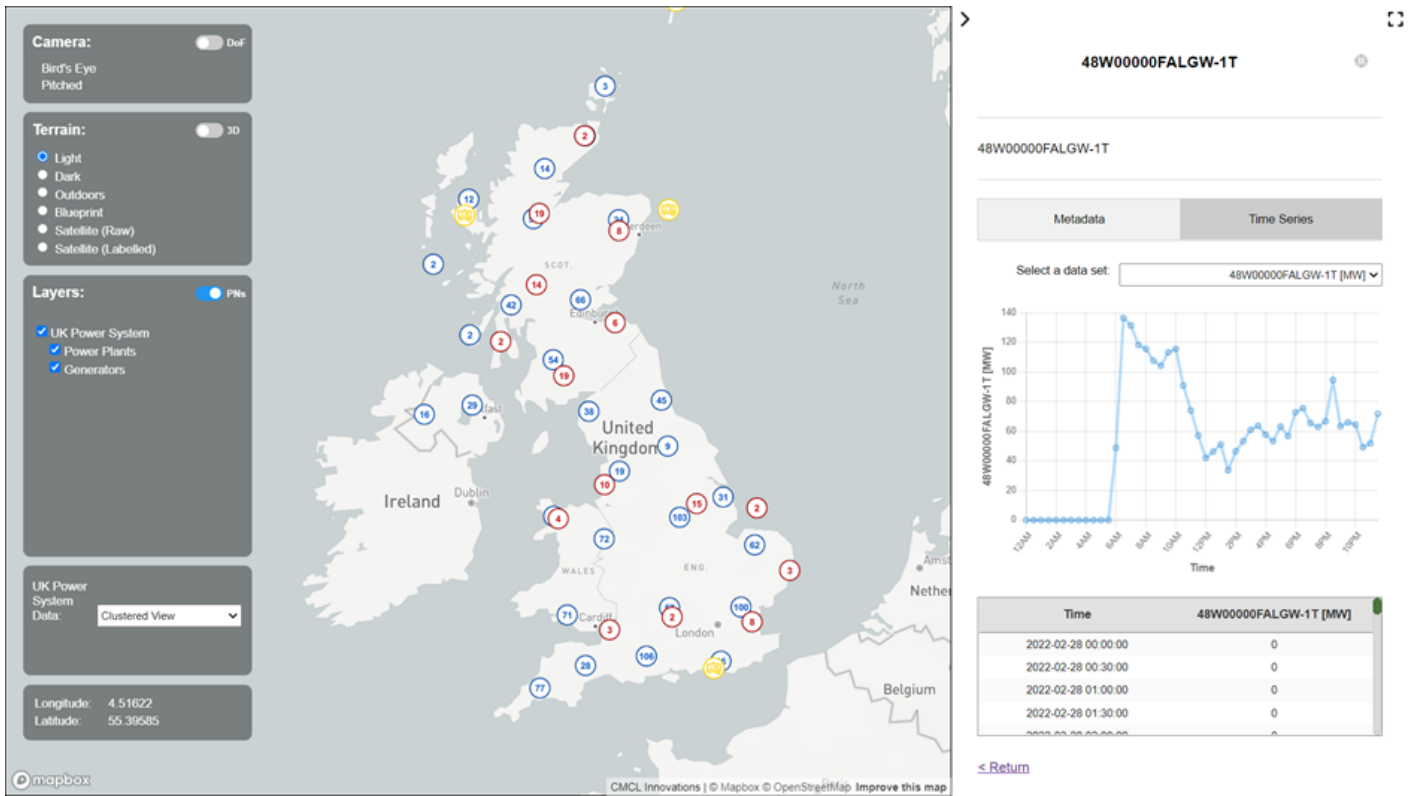 Camera:
DoF
Bird's Eye
Pitched
Terrain:
3D
Light
Dark
Outdoors
Blueprint
Satellite (Raw)
Satellite (Labelled)
Layers:
PNs
UK Power System
Power Plants
Generators
UK Power
System
Data:
Clustered View
Longitude: 4.51622
Latitude: 55.39585
mapbox
3
2
14
12
19
8
2
SCOT.
14
42
66
6
2
2
54
19
North
Sea
29
16
38
45
United
Kingdom
9
19
10
Ireland
Dublin
15
31
2
103
4
72
62
WALES
ENG.
3
71
Cardiff
3
2
100
8
London
106
28
77
Belgium
CMCL Innovations | © Mapbox © OpenStreetMap Improve this map
48W00000FALGW-1T
48W00000FALGW-1T
Metadata
Time Series
Select a data set:
48W00000FALGW-1T [MW]
48W00000FALGW-1T [MW]
140
120
100
80
60
40
20
0
12AM
2AM
4AM
6AM
8AM
10AM
12PM
2PM
4PM
6PM
8PM
10PM
Time
Time 48W00000FALGW-1T [MW]
2022-02-28 00:00:00 0
2022-02-28 00:30:00 0
2022-02-28 01:00:00 0
2022-02-28 01:30:00 0
< Return